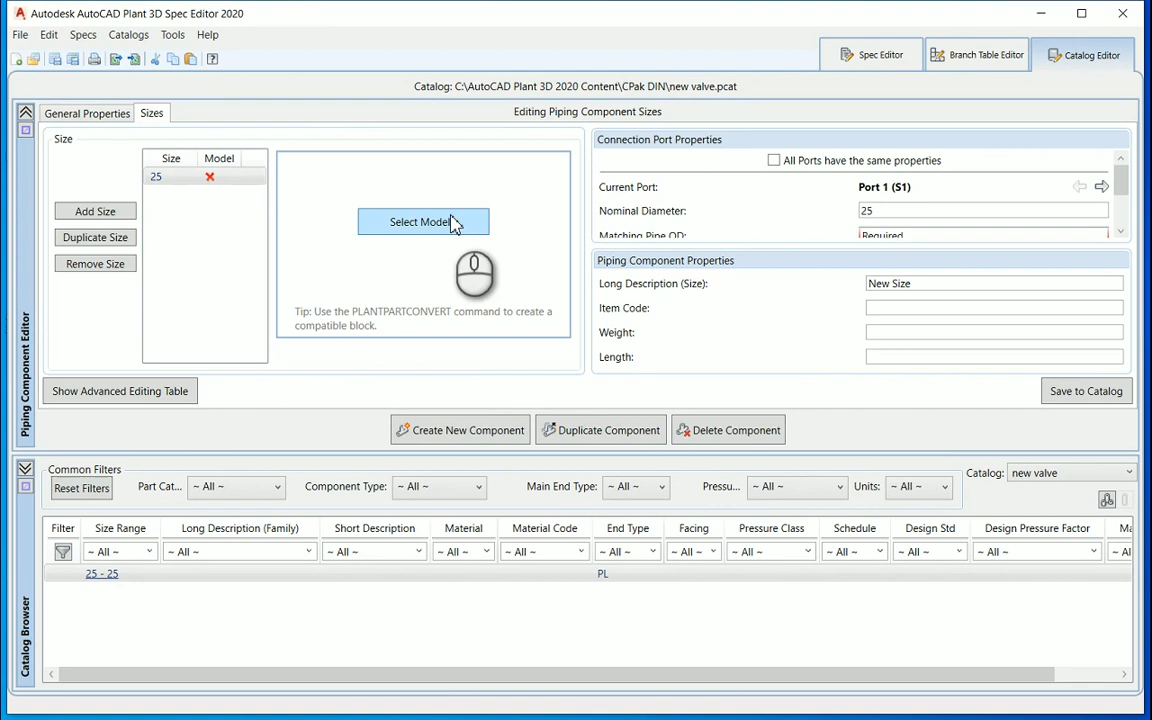 Autodesk AutoCAD Plant 3D Spec Editor 2020
File Edit Specs Catalogs Tools Help
Spec Editor Branch Table Editor Catalog Editor
Catalog: C:\AutoCAD Plant 3D 2020 Content\CPak DIN\new valve.pcat
General Properties Sizes Editing Piping Component Sizes
Size
Size Model
25
Add Size
Duplicate Size
Remove Size
Select Model
Tip: Use the PLANTPARTCONVERT command to create a
compatible block.
Connection Port Properties
All Ports have the same properties
Current Port: Port 1 (S1)
Nominal Diameter: 25
Matching Pipe OD: Required
Piping Component Properties
Long Description (Size): New Size
Item Code:
Weight:
Length:
Piping Component Editor
Show Advanced Editing Table Save to Catalog
Create New Component Duplicate Component Delete Component
Common Filters
Reset Filters Part Cat... ~ All ~ Component Type: ~ All ~ Main End Type: ~ All ~ Pressu... ~ All ~ Units: ~ All ~
Catalog: new valve
Filter Size Range Long Description (Family) Short Description Material Material Code End Type Facing Pressure Class Schedule Design Std Design Pressure Factor Ma
~ All ~ ~ All ~ ~ All ~ ~ All ~ ~ All ~ ~ All ~ ~ All ~ ~ All ~ ~ All ~ ~ All ~ ~ All ~ ~ Al
25 - 25 PL
Catalog Browser